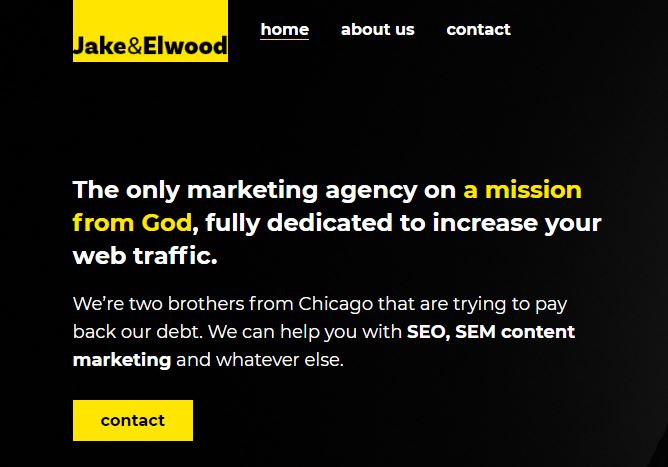 Jake&Elwood
home about us contact
The only marketing agency on a mission
from God, fully dedicated to increase your
web traffic.
We’re two brothers from Chicago that are trying to pay
back our debt. We can help you with SEO, SEM content
marketing and whatever else.
contact